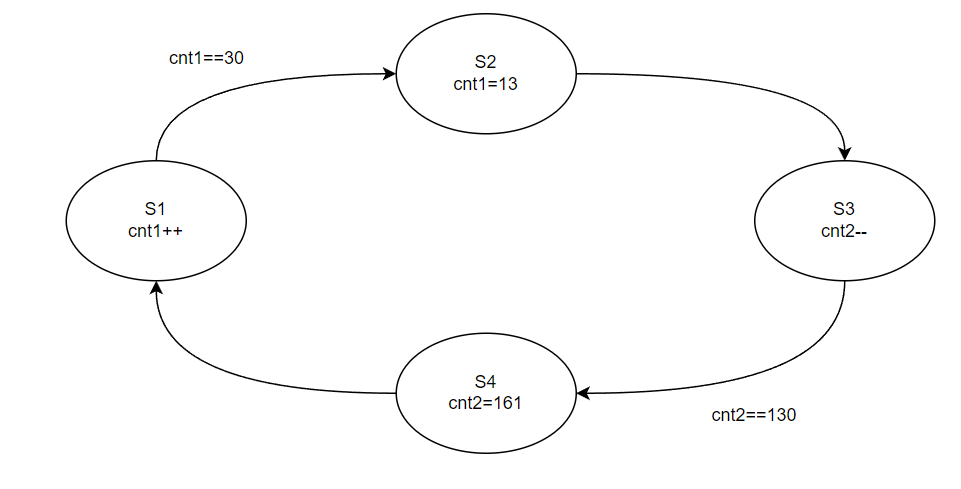 cnt1==30
S2
cnt1=13
S1
cnt1++
S3
cnt2--
S4
cnt2=161
cnt2==130